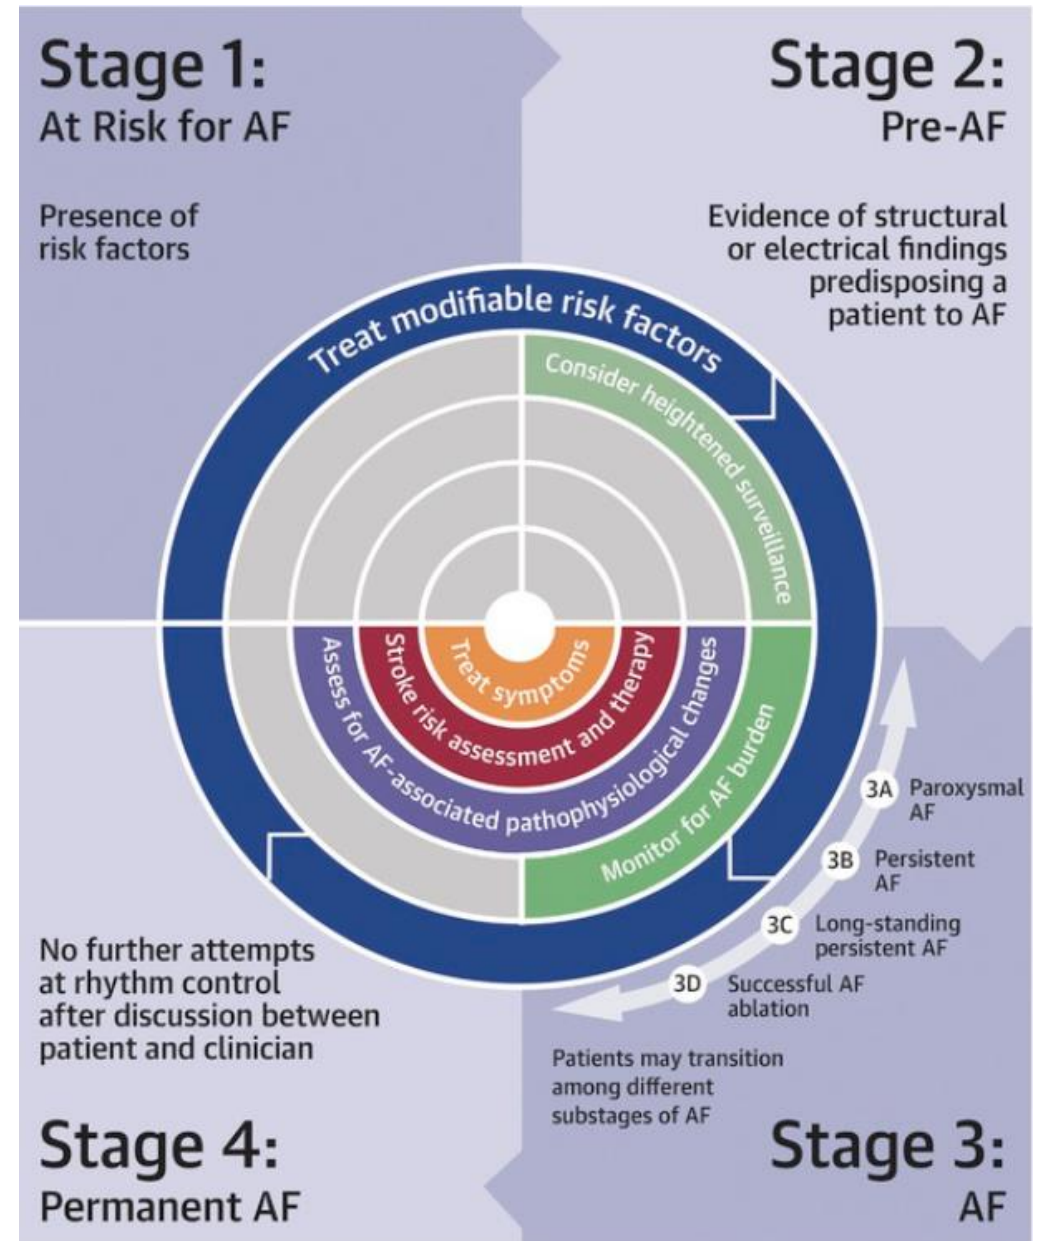 Stage 1:
At Risk for AF
Presence of
risk factors
Stage 2:
Pre-AF
Evidence of structural
or electrical findings
predisposing a
patient to AF
Treat modifiable risk factors
Consider heightened surveillance
Treat symptoms
Stroke risk assessment and therapy
Assess for AF-associated pathophysiological changes
Monitor for AF burden
3A Paroxysmal
AF
3B Persistent
AF
3C Long-standing
persistent AF
3D Successful AF
ablation
Patients may transition
among different
substages of AF
Stage 3:
AF
No further attempts
at rhythm control
after discussion between
patient and clinician
Stage 4:
Permanent AF